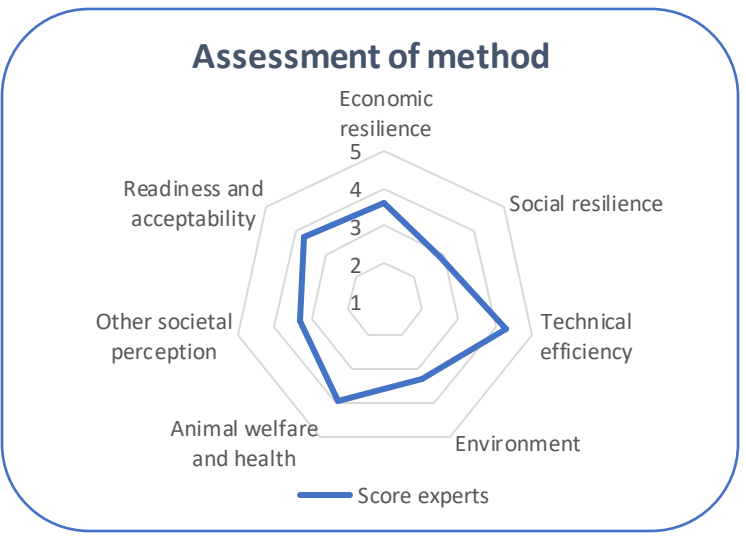 Assessment of method
Economic
resilience
5
4
3
2
1
Readiness and
acceptability
Social resilience
Other societal
perception
Technical
efficiency
Animal welfare
and health
Environment
Score experts